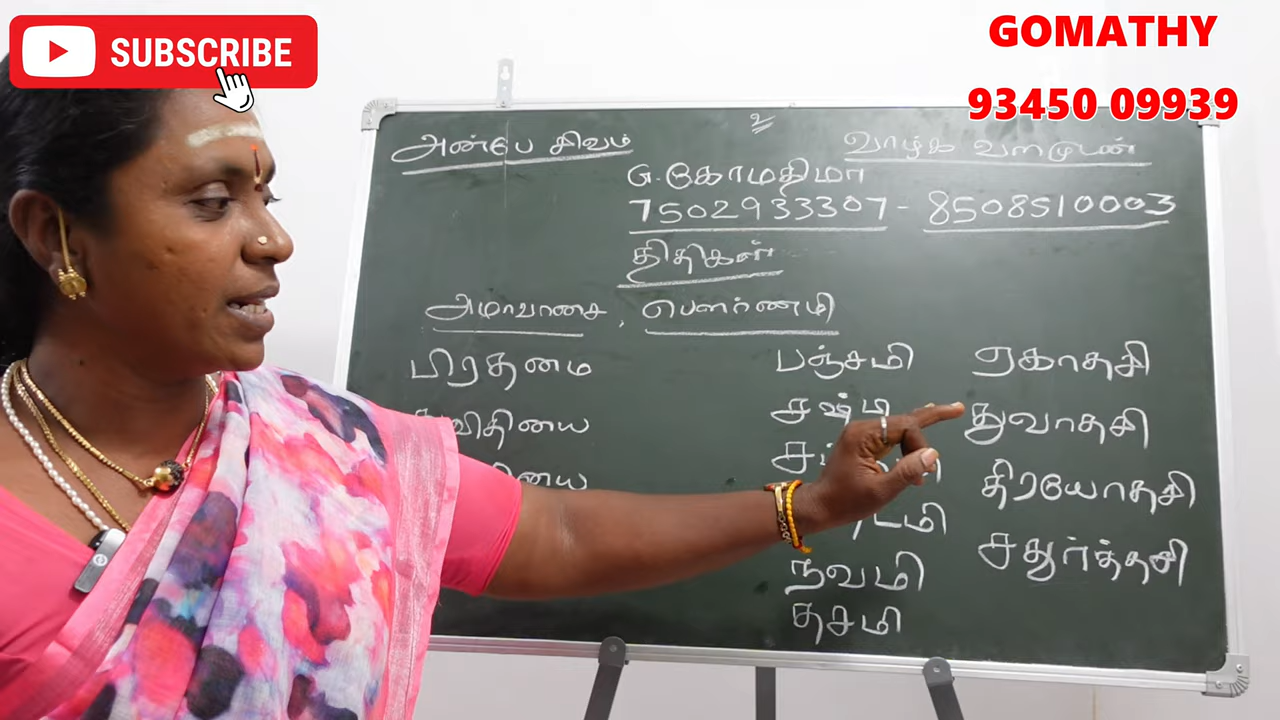 SUBSCRIBE
GOMATHY
93450 09939
உ
அன்பே சிவம்
வாழ்க வளமுடன்
G.கோமதிமா
7502933307 - 8508510003
திதிகள்
அமாவாசை , பௌர்ணமி
பிரதமை
துவிதியை
பஞ்சமி
நவமி
தசமி
ஏகாதசி
துவாதசி
திரயோதசி
சதுர்த்தசி